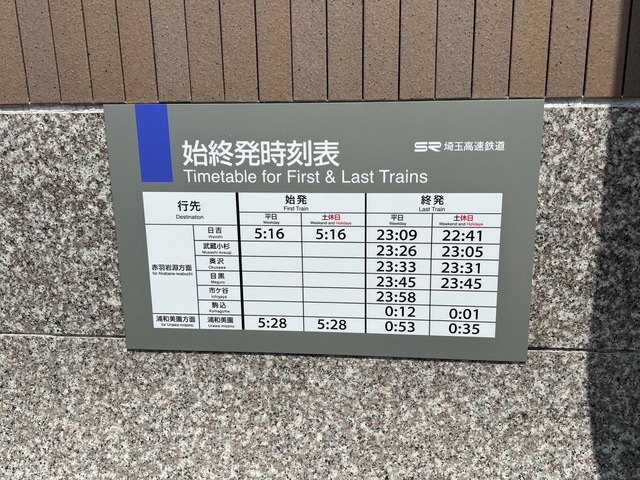 始終発時刻表
SR 埼玉高速鉄道
Timetable for First & Last Trains
行先 始発 終発
Destination First Train Last Train
平日 土休日 平日 土休日
Weekday Weekend and Holidays Weekday Weekend and Holidays
日吉 5:16 5:16 23:09 22:41
Hiyoshi
武蔵小杉 23:26 23:05
Musashi-kosugi
赤羽岩淵方面 奥沢 23:33 23:31
for Akabane-iwabuchi Okusawa
目黒 23:45 23:45
Meguro
市ケ谷 23:58
Ichigaya
駒込 0:12 0:01
Komagome
浦和美園方面 浦和美園 5:28 5:28 0:53 0:35
for Urawa-misono Urawa-misono